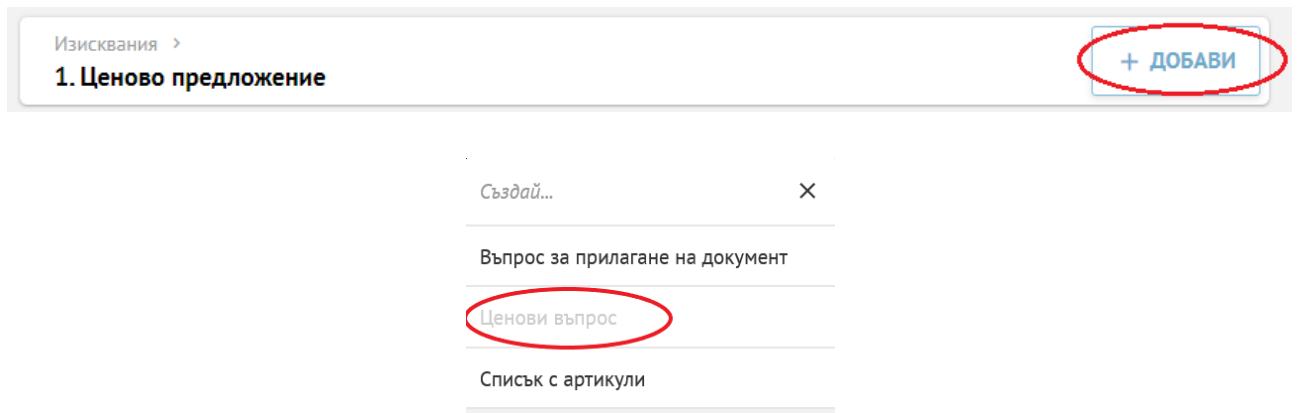 Изисквания >
1. Ценово предложение
+ ДОБАВИ
Създай...
Въпрос за прилагане на документ
Ценови въпрос
Списък с артикули